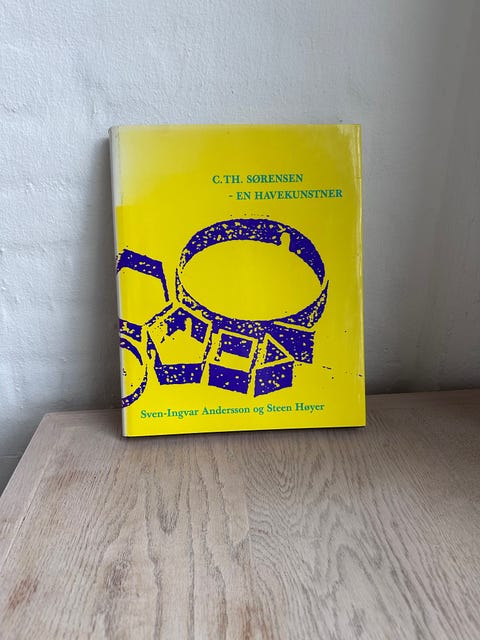 C.TH. SØRENSEN
- EN HAVEKUNSTNER
Sven-Ingvar Andersson og Steen Høyer